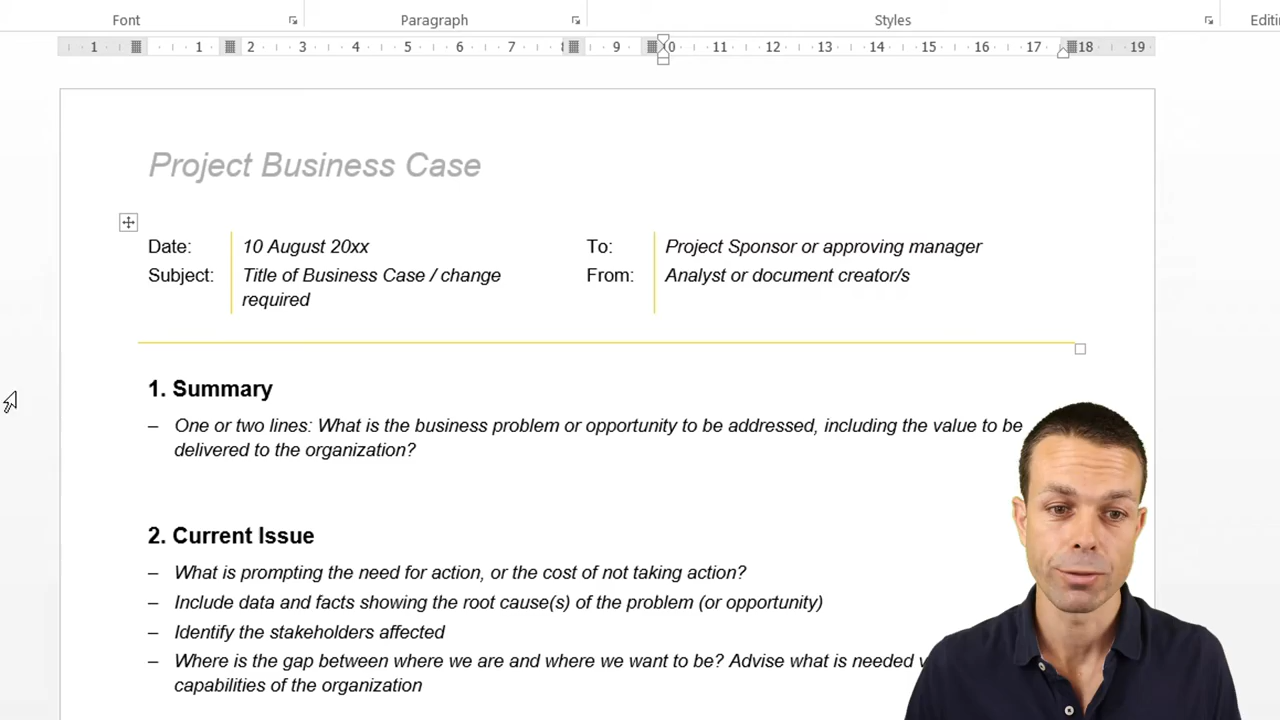 Font Paragraph Styles Editin
1 1 2 3 4 5 6 7 9 0 11 12 13 14 15 16 17 18 19
Project Business Case
Date: 10 August 20xx To: Project Sponsor or approving manager
Subject: Title of Business Case / change From: Analyst or document creator/s
required
1. Summary
– One or two lines: What is the business problem or opportunity to be addressed, including the value to be
delivered to the organization?
2. Current Issue
– What is prompting the need for action, or the cost of not taking action?
– Include data and facts showing the root cause(s) of the problem (or opportunity)
– Identify the stakeholders affected
– Where is the gap between where we are and where we want to be? Advise what is needed
capabilities of the organization